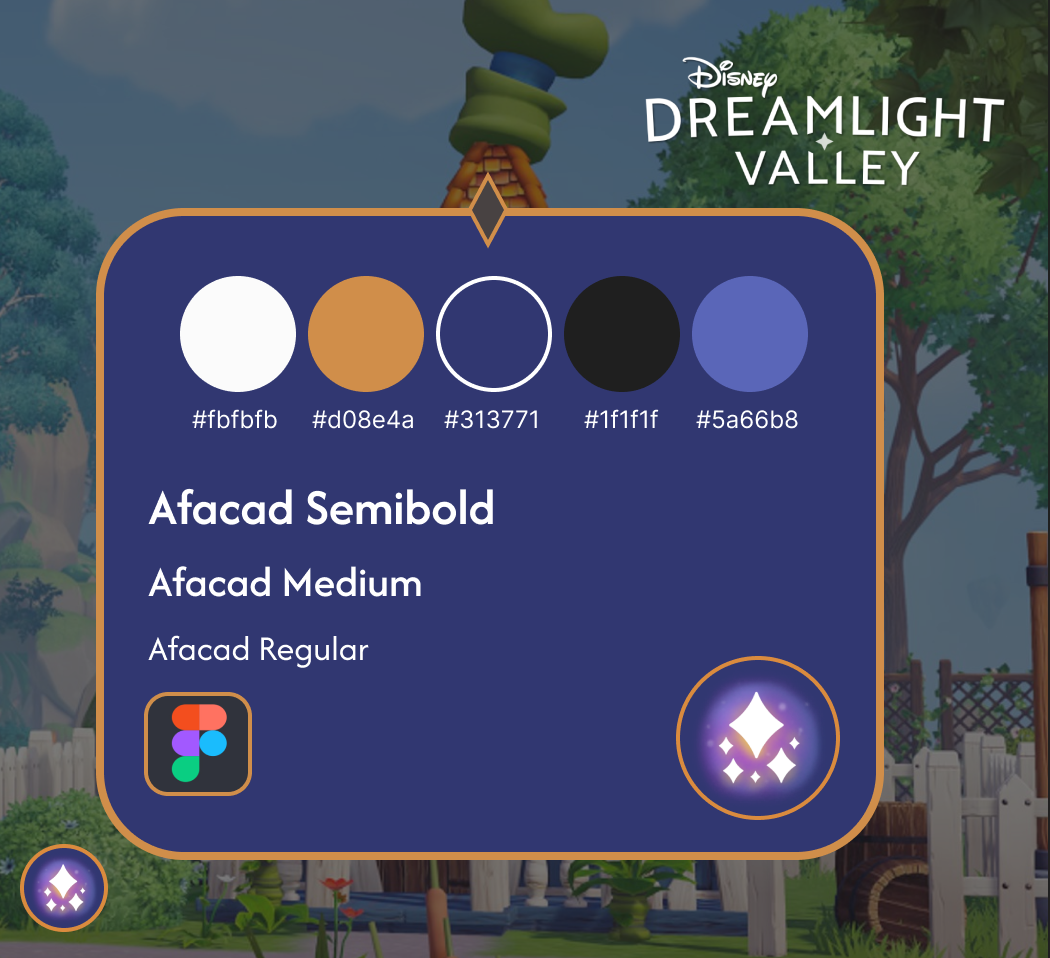 Disney
DREAMLIGHT
VALLEY
#fbfbfb #d08e4a #313771 #1f1f1f #5a66b8
Afacad Semibold
Afacad Medium
Afacad Regular